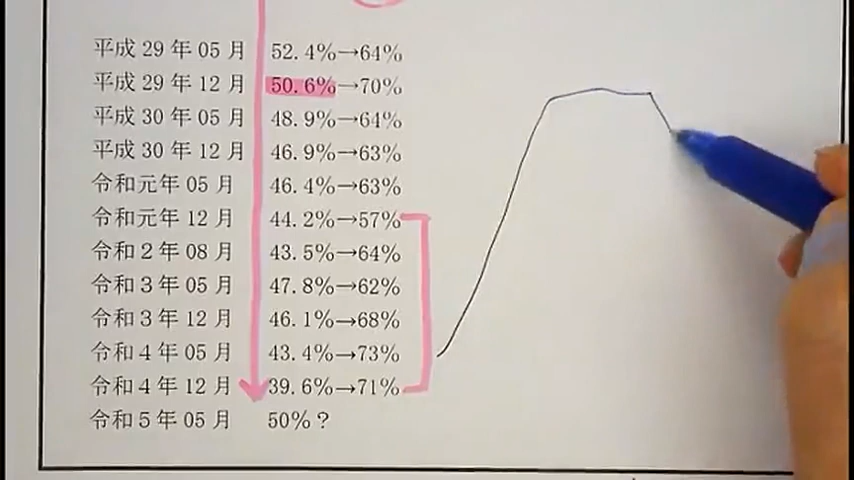 平成29年05月 52.4%→64%
平成29年12月 50.6%→70%
平成30年05月 48.9%→64%
平成30年12月 46.9%→63%
令和元年05月 46.4%→63%
令和元年12月 44.2%→57%
令和2年08月 43.5%→64%
令和3年05月 47.8%→62%
令和3年12月 46.1%→68%
令和4年05月 43.4%→73%
令和4年12月 39.6%→71%
令和5年05月 50%？